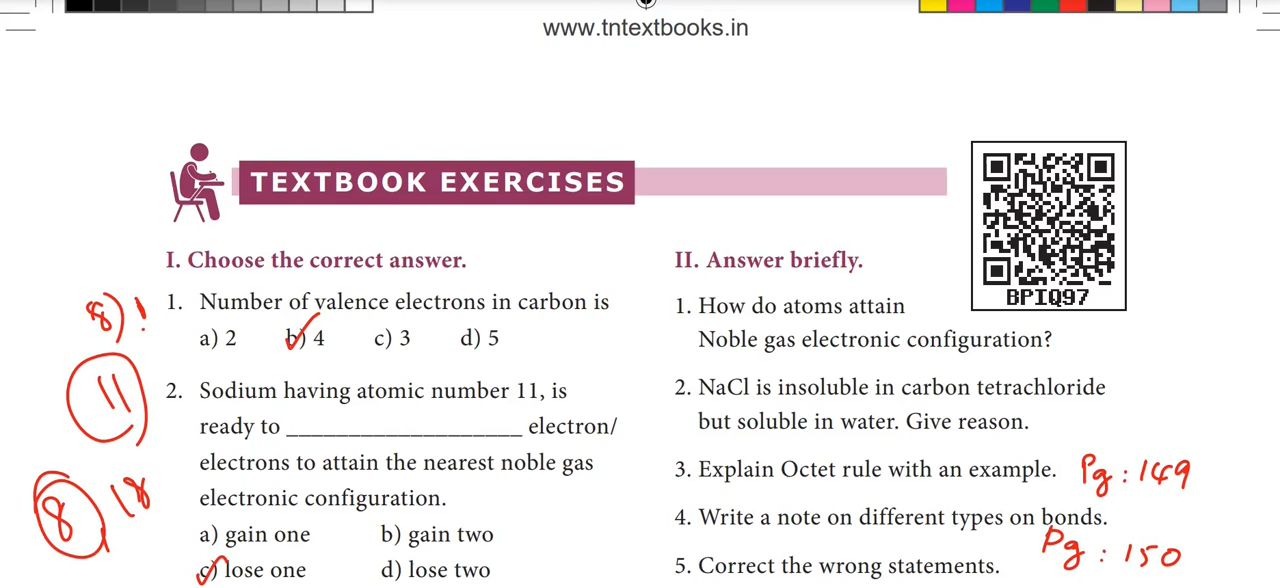 www.tntextbooks.in
TEXTBOOK EXERCISES
BPIQ97
I. Choose the correct answer.
1. Number of valence electrons in carbon is
a) 2 b) 4 c) 3 d) 5
2. Sodium having atomic number 11, is
ready to ____________________ electron/
electrons to attain the nearest noble gas
electronic configuration.
a) gain one b) gain two
c) lose one d) lose two
8) !
11
8 18
II. Answer briefly.
1. How do atoms attain
Noble gas electronic configuration?
2. NaCl is insoluble in carbon tetrachloride
but soluble in water. Give reason.
3. Explain Octet rule with an example. Pg : 149
4. Write a note on different types on bonds.
Pg : 150
5. Correct the wrong statements.